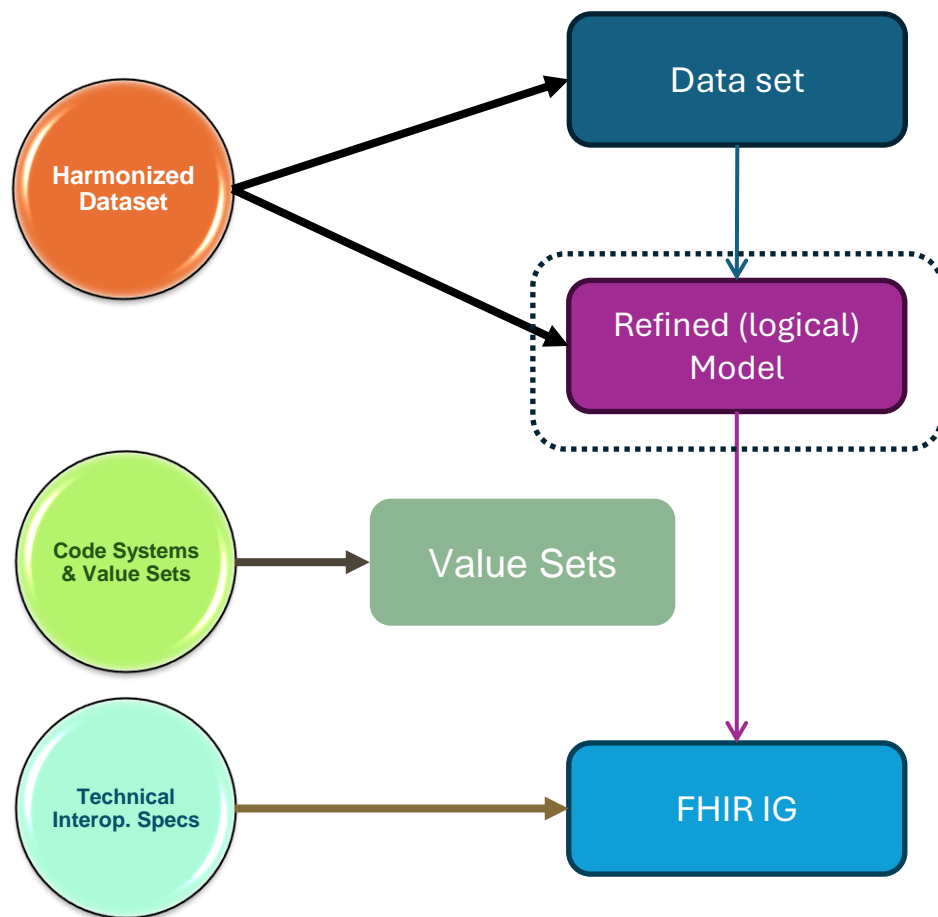 Data set
Harmonized
Dataset
Refined (logical)
Model
Code Systems
& Value Sets
Value Sets
Technical
Interop. Specs
FHIR IG